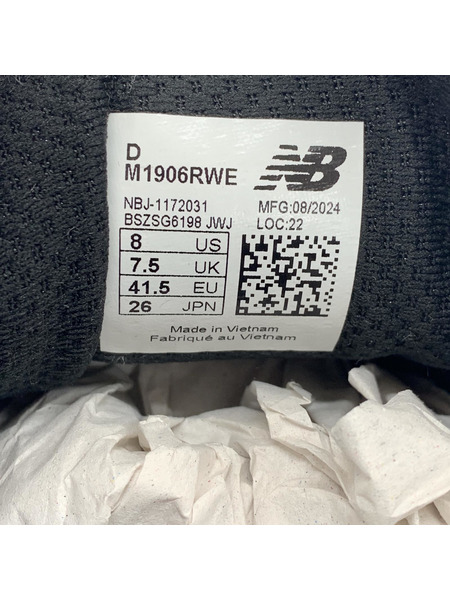 D
M1906RWE
NB
NBJ-1172031
MFG:08/2024
BSZSG6198 JWJ
LOC:22
8 US
7.5 UK
41.5 EU
26 JPN
Made in Vietnam
Fabriqué au Vietnam